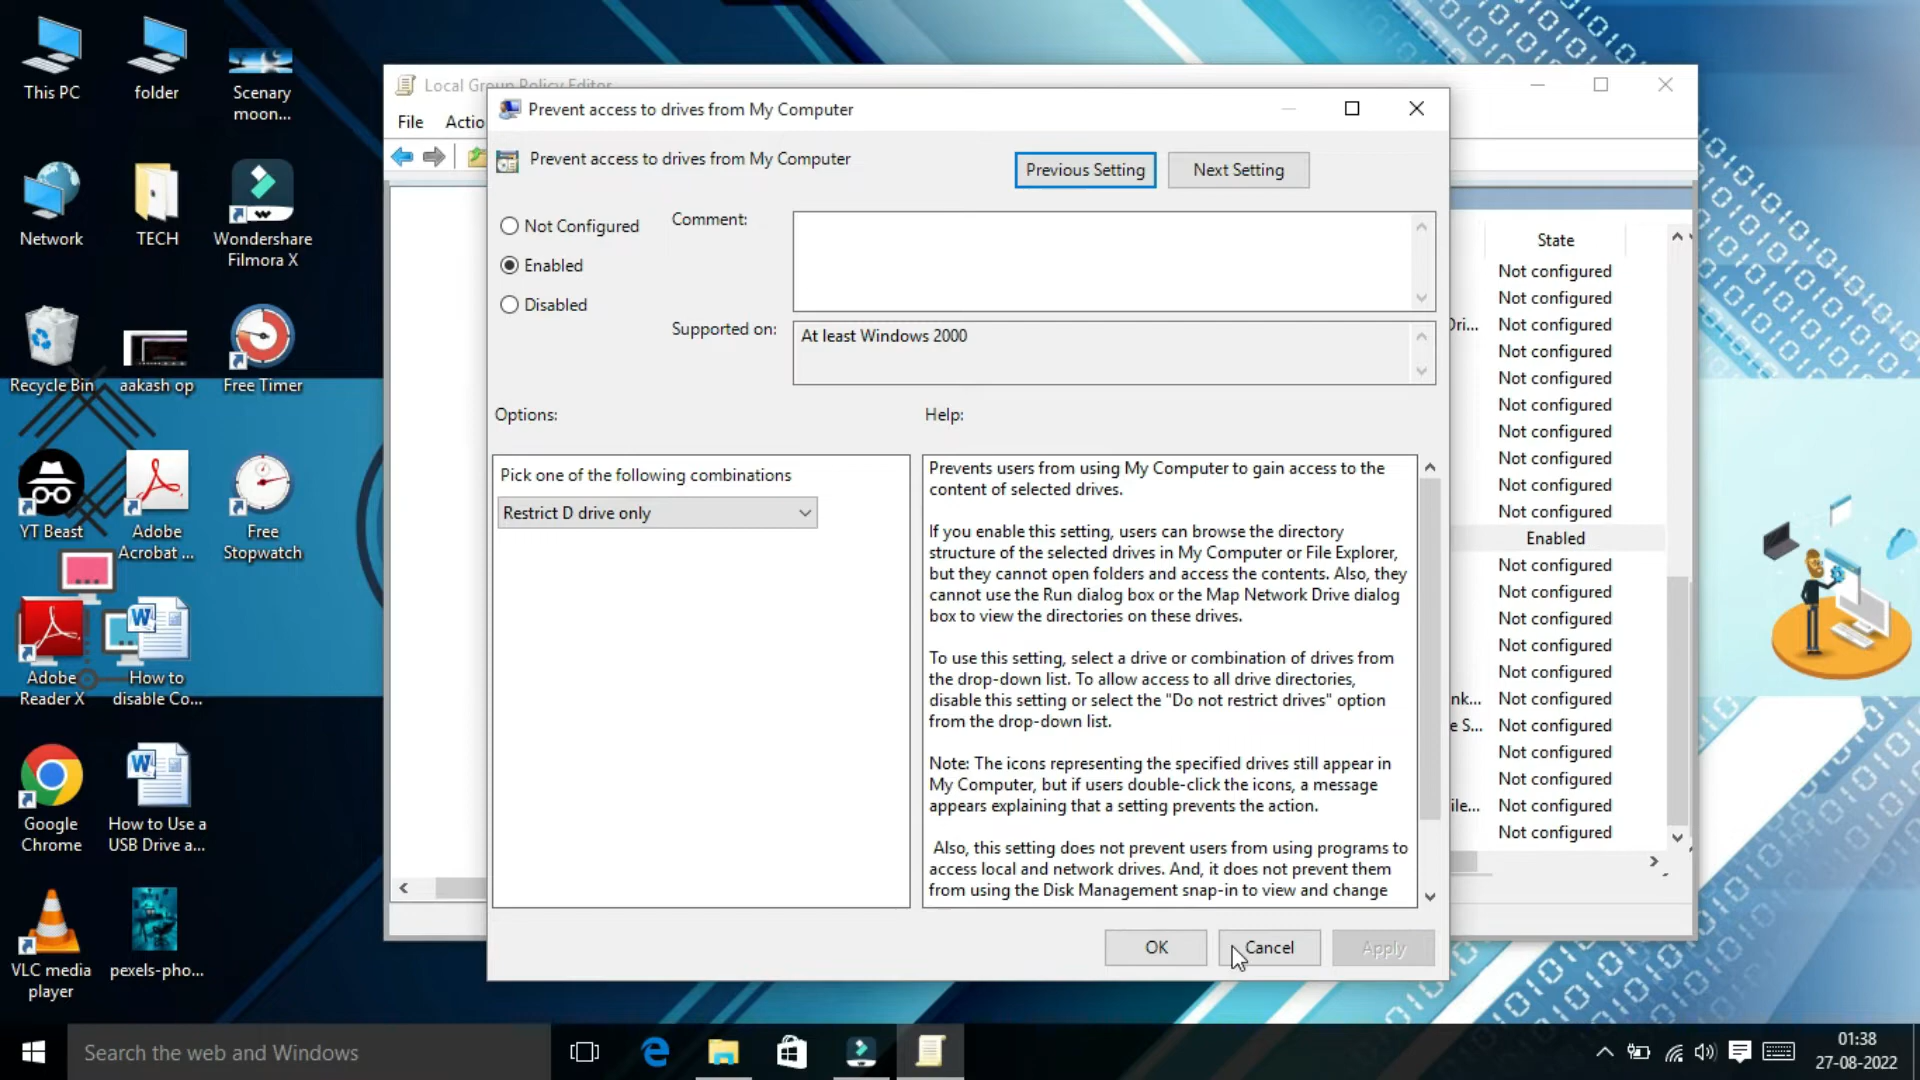 This PC
folder
Scenary
moon...
Network
TECH
Wondershare
Filmora X
Recycle Bin
aakash op
Free Timer
YT Beast
Adobe
Acrobat ...
Free
Stopwatch
Adobe
Reader X
How to
disable Co...
Google
Chrome
How to Use a
USB Drive a...
VLC media
player
pexels-pho...
Local Group Policy Editor
File Actio
Prevent access to drives from My Computer
Prevent access to drives from My Computer
Previous Setting
Next Setting
Not Configured
Enabled
Disabled
Comment:
Supported on:
At least Windows 2000
Options:
Help:
Pick one of the following combinations
Restrict D drive only
Prevents users from using My Computer to gain access to the
content of selected drives.
If you enable this setting, users can browse the directory
structure of the selected drives in My Computer or File Explorer,
but they cannot open folders and access the contents. Also, they
cannot use the Run dialog box or the Map Network Drive dialog
box to view the directories on these drives.
To use this setting, select a drive or combination of drives from
the drop-down list. To allow access to all drive directories,
disable this setting or select the "Do not restrict drives" option
from the drop-down list.
Note: The icons representing the specified drives still appear in
My Computer, but if users double-click the icons, a message
appears explaining that a setting prevents the action.
Also, this setting does not prevent users from using programs to
access local and network drives. And, it does not prevent them
from using the Disk Management snap-in to view and change
OK
Cancel
Apply
State
Not configured
Not configured
Dri... Not configured
Not configured
Not configured
Not configured
Not configured
Not configured
Not configured
Not configured
Enabled
Not configured
Not configured
Not configured
Not configured
Not configured
nk... Not configured
e S... Not configured
Not configured
Not configured
ile... Not configured
Not configured
Search the web and Windows
01:38
27-08-2022